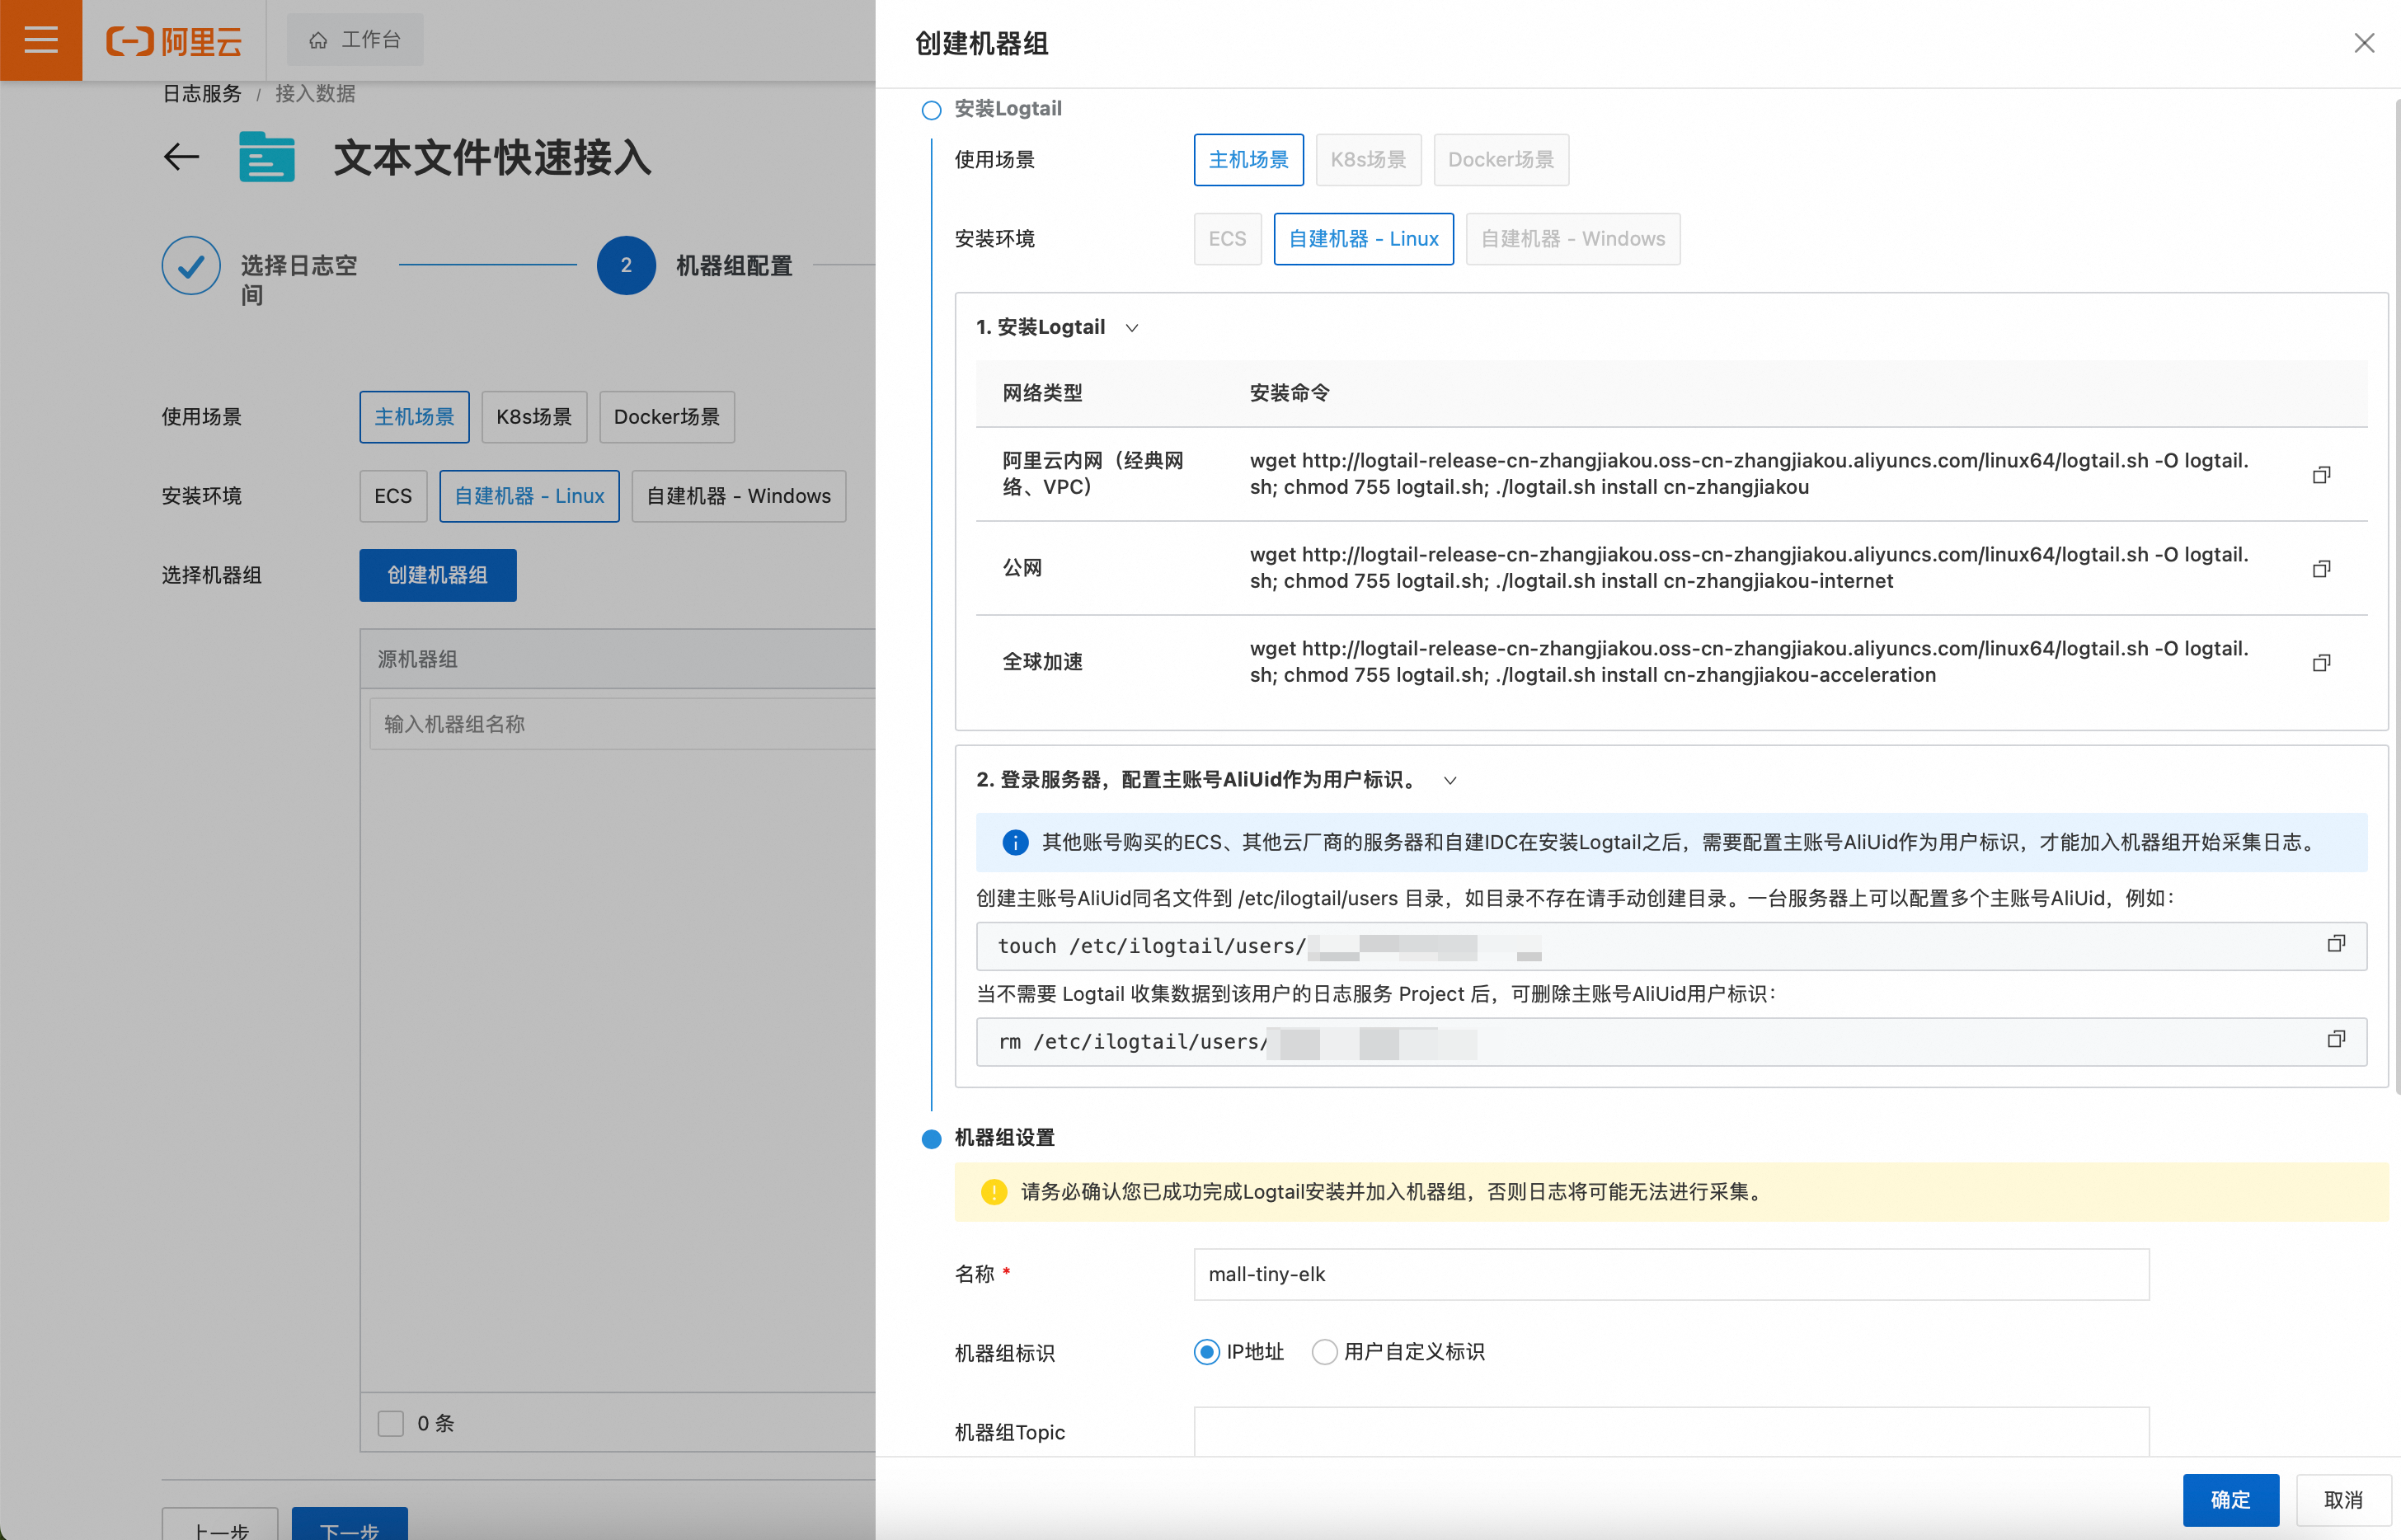 阿里云
工作台
日志服务 / 接入数据
文本文件快速接入
选择日志空
间
2
机器组配置
使用场景
主机场景
K8s场景
Docker场景
安装环境
ECS
自建机器 - Linux
自建机器 - Windows
选择机器组
创建机器组
源机器组
输入机器组名称
0 条
上一步
下一步
创建机器组
安装Logtail
使用场景
主机场景
K8s场景
Docker场景
安装环境
ECS
自建机器 - Linux
自建机器 - Windows
1. 安装Logtail
网络类型
安装命令
阿里云内网（经典网
络、VPC）
wget http://logtail-release-cn-zhangjiakou.oss-cn-zhangjiakou.aliyuncs.com/linux64/logtail.sh -O logtail.
sh; chmod 755 logtail.sh; ./logtail.sh install cn-zhangjiakou
公网
wget http://logtail-release-cn-zhangjiakou.oss-cn-zhangjiakou.aliyuncs.com/linux64/logtail.sh -O logtail.
sh; chmod 755 logtail.sh; ./logtail.sh install cn-zhangjiakou-internet
全球加速
wget http://logtail-release-cn-zhangjiakou.oss-cn-zhangjiakou.aliyuncs.com/linux64/logtail.sh -O logtail.
sh; chmod 755 logtail.sh; ./logtail.sh install cn-zhangjiakou-acceleration
2. 登录服务器，配置主账号AliUid作为用户标识。
其他账号购买的ECS、其他云厂商的服务器和自建IDC在安装Logtail之后，需要配置主账号AliUid作为用户标识，才能加入机器组开始采集日志。
创建主账号AliUid同名文件到 /etc/ilogtail/users 目录，如目录不存在请手动创建目录。一台服务器上可以配置多个主账号AliUid，例如：
touch /etc/ilogtail/users/
当不需要 Logtail 收集数据到该用户的日志服务 Project 后，可删除主账号AliUid用户标识：
rm /etc/ilogtail/users/
机器组设置
请务必确认您已成功完成Logtail安装并加入机器组，否则日志将可能无法进行采集。
名称 *
mall-tiny-elk
机器组标识
IP地址
用户自定义标识
机器组Topic
确定
取消